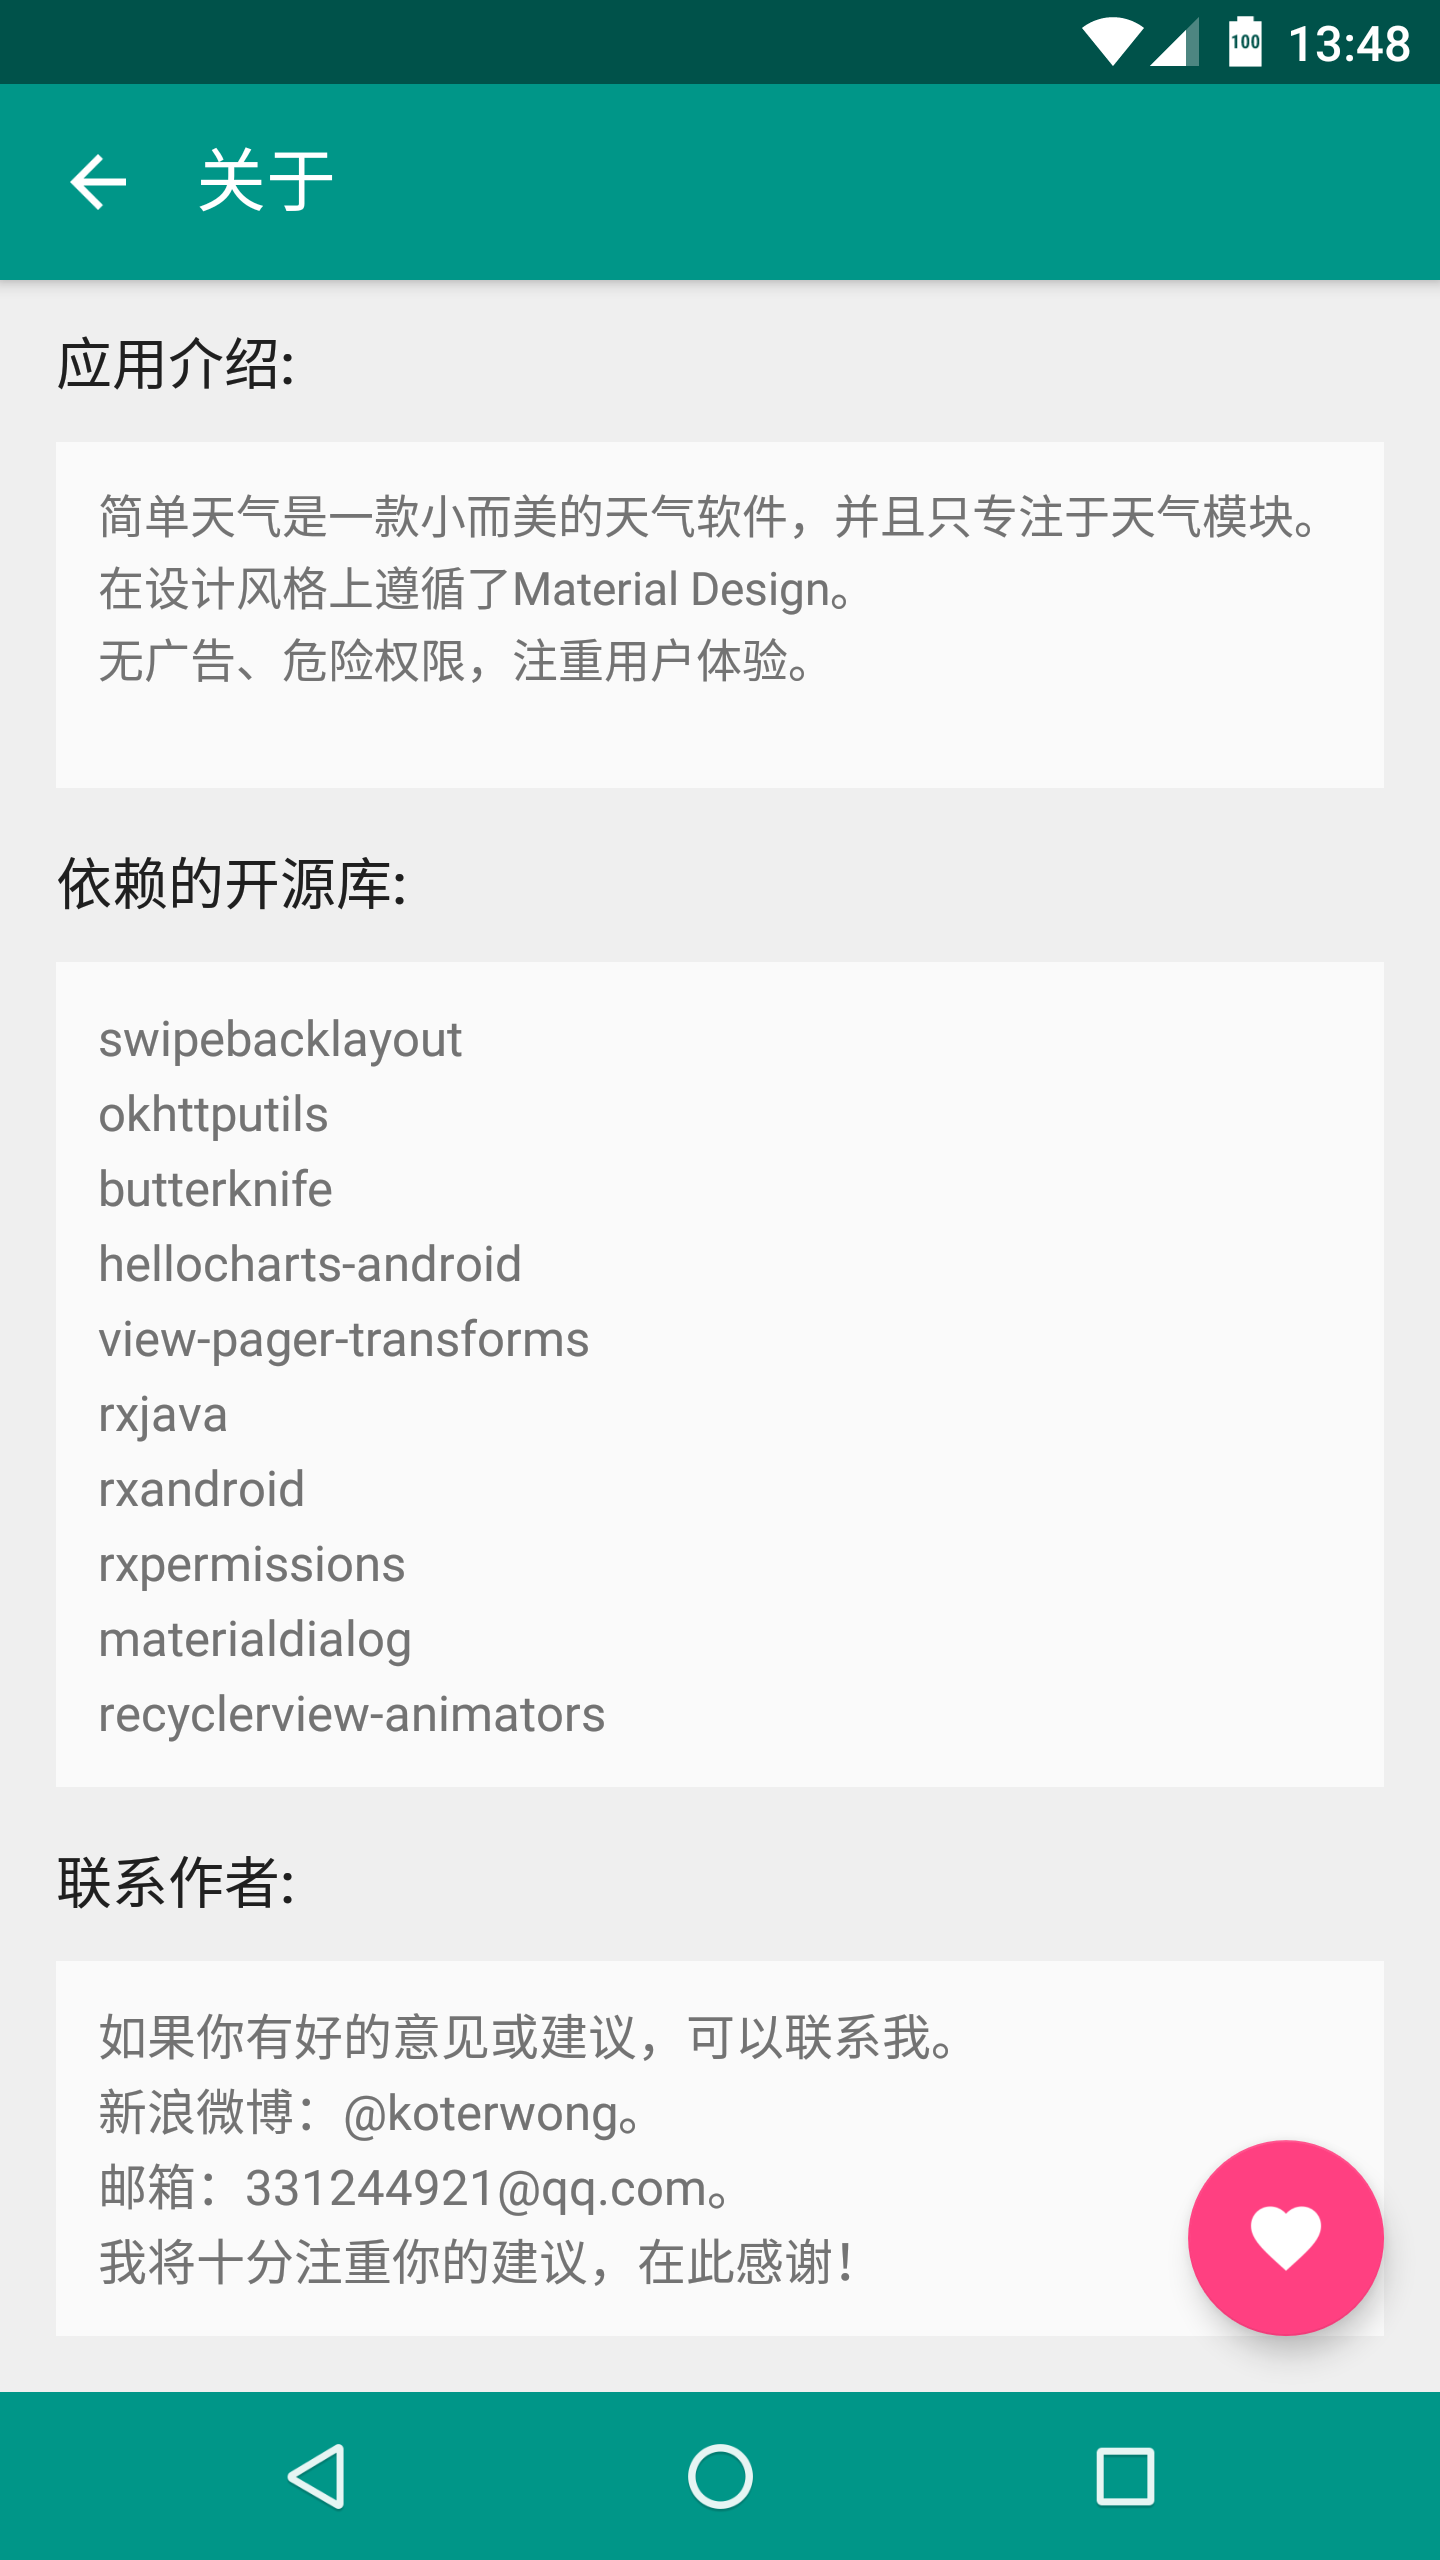 100 13:48
关于
应用介绍:
简单天气是一款小而美的天气软件，并且只专注于天气模块。
在设计风格上遵循了Material Design。
无广告、危险权限，注重用户体验。
依赖的开源库:
swipebacklayout
okhttputils
butterknife
hellocharts-android
view-pager-transforms
rxjava
rxandroid
rxpermissions
materialdialog
recyclerview-animators
联系作者:
如果你有好的意见或建议，可以联系我。
新浪微博：@koterwong。
邮箱：331244921@qq.com。
我将十分注重你的建议，在此感谢！